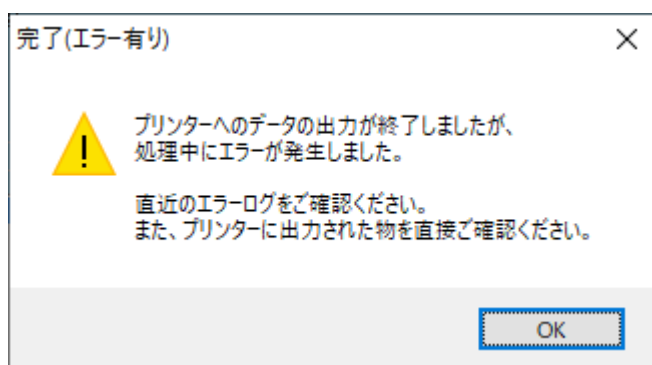 完了(エラー有り)
プリンターへのデータの出力が終了しましたが、
処理中にエラーが発生しました。
直近のエラーログをご確認ください。
また、プリンターに出力された物を直接ご確認ください。
OK